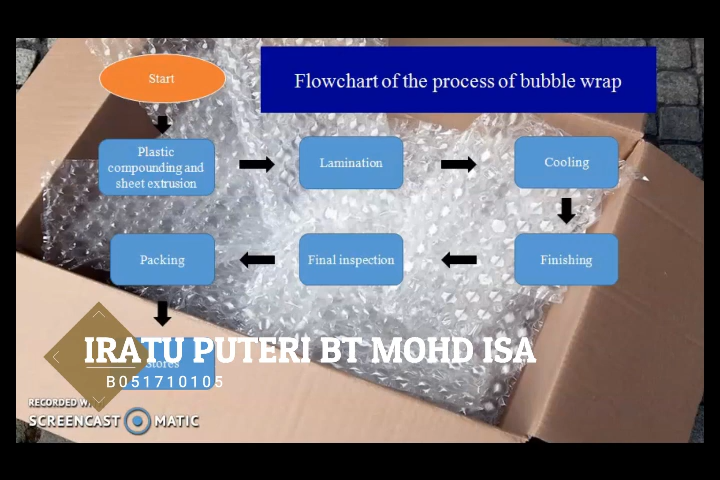 Start
Flowchart of the process of bubble wrap
Plastic
compounding and
sheet extrusion
Lamination
Cooling
Packing
Final inspection
Finishing
Stores
IRATU PUTERI BT MOHD ISA
B051710105
RECORDED
SCREENCAST MATIC